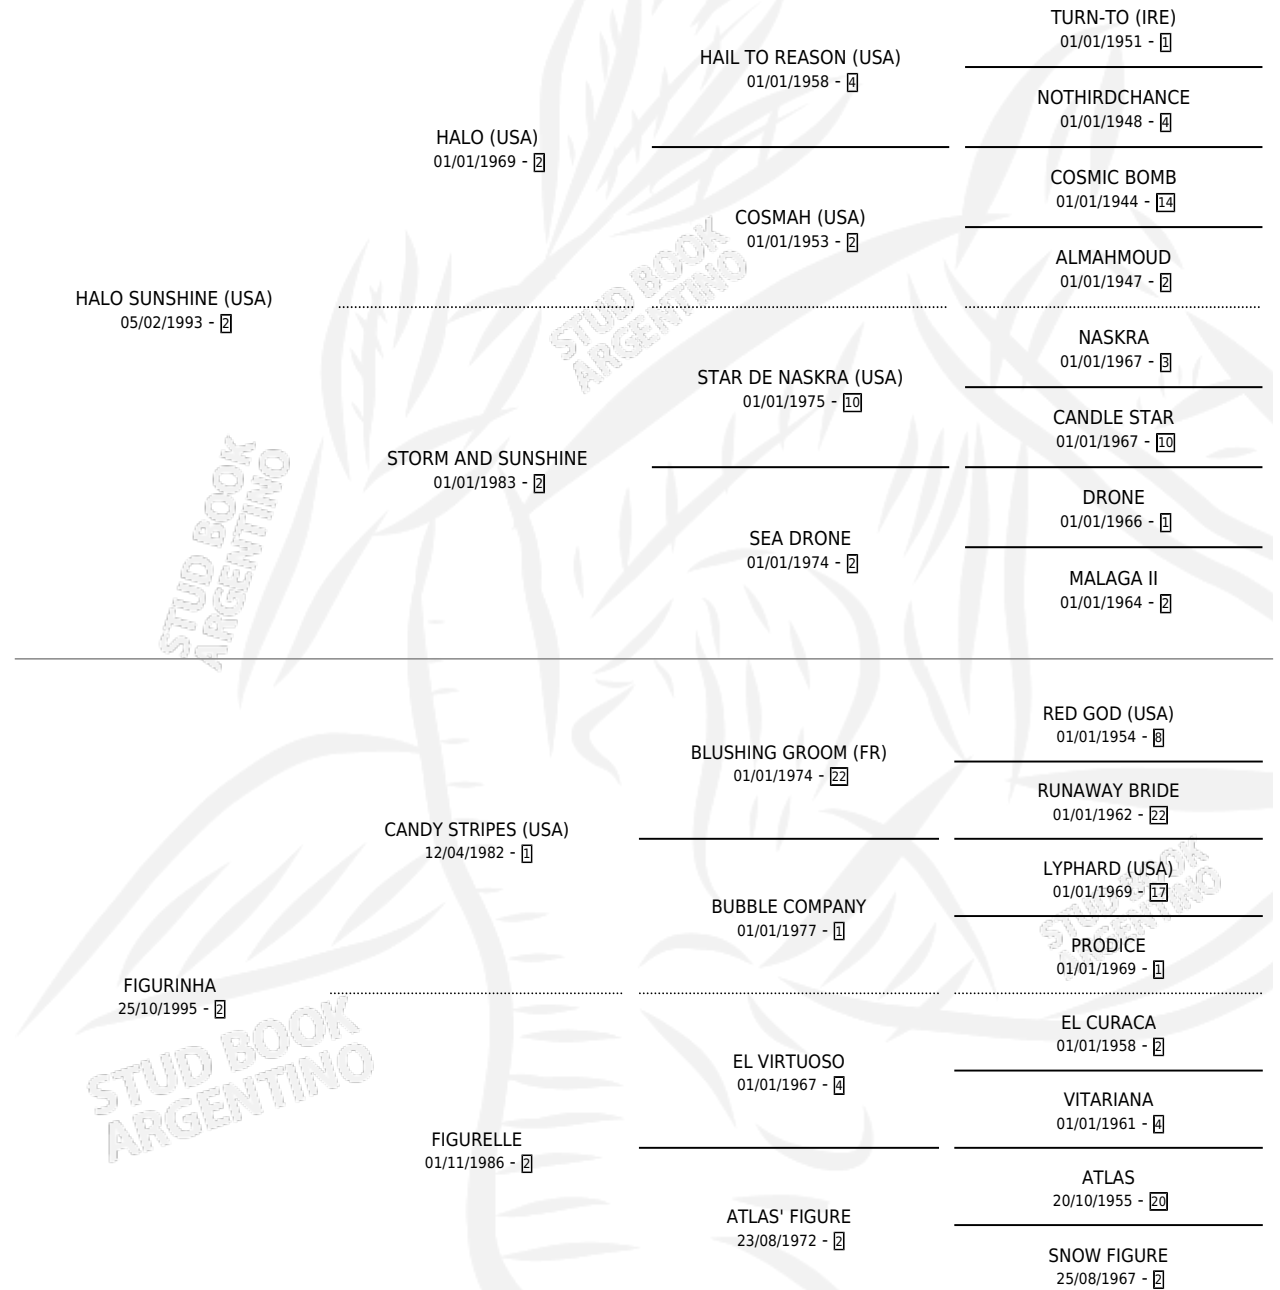 TURN-TO (IRE)
01/01/1951 - 1
HAIL TO REASON (USA)
01/01/1958 - 4
NOTHIRDCHANCE
01/01/1948 - 4
HALO (USA)
01/01/1969 - 2
COSMIC BOMB
01/01/1944 - 14
COSMAH (USA)
01/01/1953 - 2
ALMAHMOUD
01/01/1947 - 2
HALO SUNSHINE (USA)
05/02/1993 - 2
NASKRA
01/01/1967 - 3
STAR DE NASKRA (USA)
01/01/1975 - 10
CANDLE STAR
01/01/1967 - 10
STORM AND SUNSHINE
01/01/1983 - 2
DRONE
01/01/1966 - 1
SEA DRONE
01/01/1974 - 2
MALAGA II
01/01/1964 - 2
RED GOD (USA)
01/01/1954 - 8
BLUSHING GROOM (FR)
01/01/1974 - 22
RUNAWAY BRIDE
01/01/1962 - 22
CANDY STRIPES (USA)
12/04/1982 - 1
LYPHARD (USA)
01/01/1969 - 17
BUBBLE COMPANY
01/01/1977 - 1
PRODICE
01/01/1969 - 1
FIGURINHA
25/10/1995 - 2
EL CURACA
01/01/1958 - 2
EL VIRTUOSO
01/01/1967 - 4
VITARIANA
01/01/1961 - 4
FIGURELLE
01/11/1986 - 2
ATLAS
20/10/1955 - 20
ATLAS' FIGURE
23/08/1972 - 2
SNOW FIGURE
25/08/1967 - 2
STUD BOOK
ARGENTINO
STUD BOOK
ARGENTINO
STUD BOOK
ARGENTINO
STUD BOOK
ARGENTINO